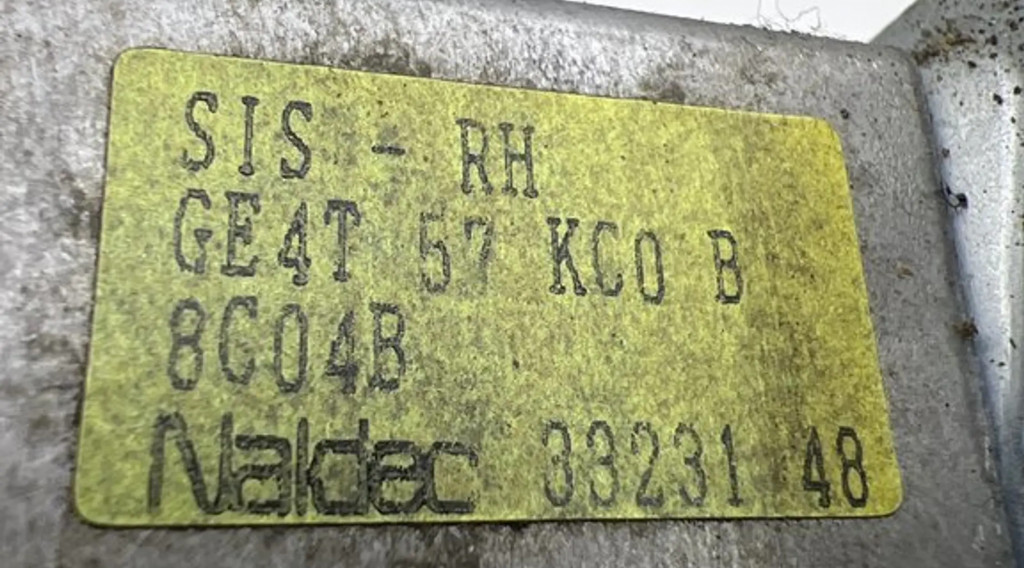 SIS - RH
GE4T 57 KC0 B
8C04B
Naldec 33231 48